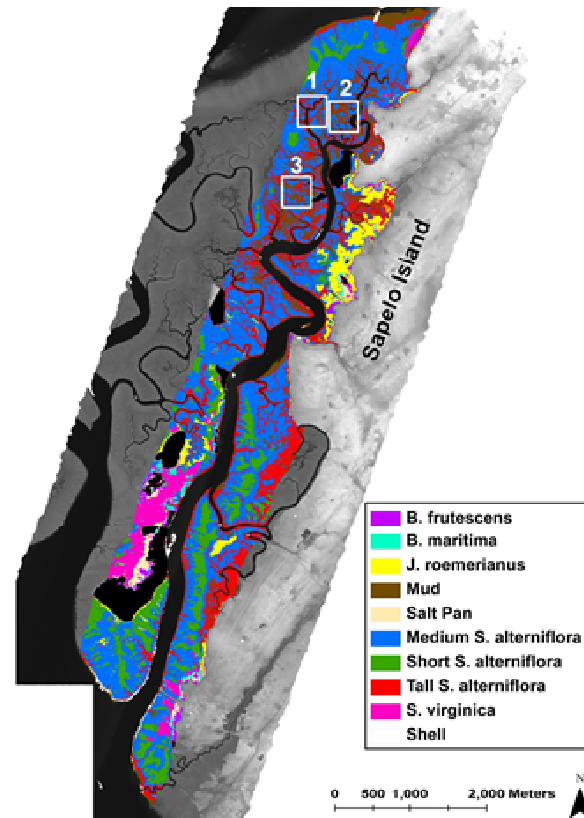 1
2
3
Sapelo Island
B. frutescens
B. maritima
J. roemerianus
Mud
Salt Pan
Medium S. alterniflora
Short S. alterniflora
Tall S. alterniflora
S. virginica
Shell
N
0 500 1,000 2,000 Meters